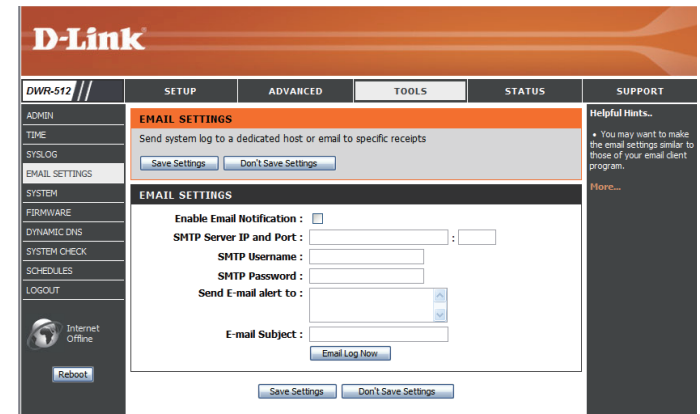 D-Link
DWR-512 SETUP ADVANCED TOOLS STATUS SUPPORT
ADMIN
TIME
SYSLOG
EMAIL SETTINGS
SYSTEM
FIRMWARE
DYNAMIC DNS
SYSTEM CHECK
SCHEDULES
LOGOUT
Internet
Offline
Reboot
EMAIL SETTINGS
Send system log to a dedicated host or email to specific receipts
Save Settings Don't Save Settings
EMAIL SETTINGS
Enable Email Notification :
SMTP Server IP and Port : :
SMTP Username :
SMTP Password :
Send E-mail alert to :
E-mail Subject :
Email Log Now
Save Settings Don't Save Settings
Helpful Hints..
• You may want to make
the email settings similar to
those of your email client
program.
More...